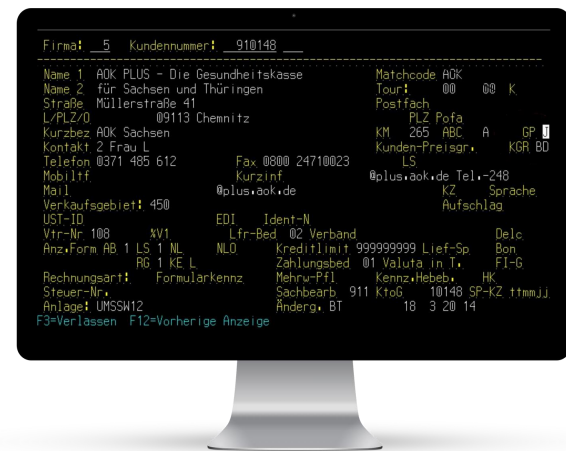 Firma: 5 Kundennummer: 910148
Name 1 AOK PLUS - Die Gesundheitskasse Matchcode AOK
Name 2 für Sachsen und Thüringen Tour: 00 00 K
Straße Müllerstraße 41 Postfach
L/PLZ/O 09113 Chemnitz PLZ Pofa
Kurzbez AOK Sachsen KM 265 ABC A GP J
Kontakt 2 Frau L Kunden-Preisgr. KGR BD
Telefon 0371 485 612 Fax 0800 24710023 LS
Mobiltf Kurzinf @plus.aok.de Tel.-248
Mail @plus.aok.de KZ Sprache
Verkaufsgebiet: 450 Aufschlag
UST-ID EDI Ident-N
Vtr-Nr 108 %V1 Lfr-Bed 02 Verband Delc
Anz.Form AB 1 LS 1 NL NLO Kreditlimit 999999999 Lief-Sp Bon
RG 1 KE L Zahlungsbed 01 Valuta in T. FI-G
Rechnungsart: Formularkennz Mehrw-Pfl Kennz.Hebeb. HK
Steuer-Nr. Sachbearb 911 KtoG 10148 SP-KZ ttmmjj
Anlage: UMSSW12 Änderg. BT 18 3 20 14
F3=Verlassen F12=Vorherige Anzeige